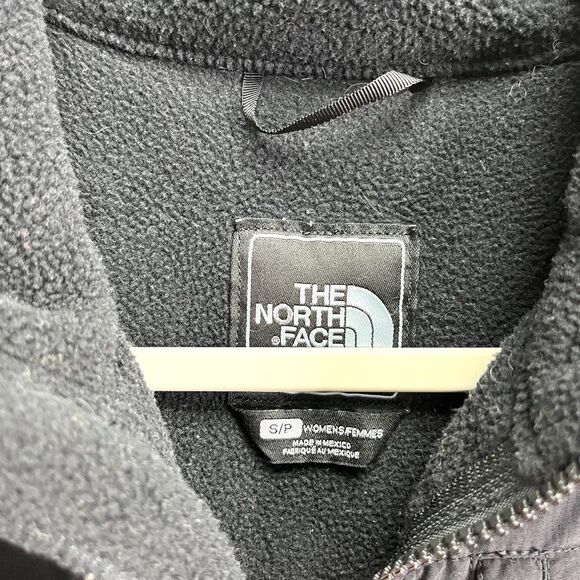 THE
NORTH
®FACE
S/P WOMENS/FEMMES
MADE IN MEXICO
FABRIQUÉ AU MEXIQUE